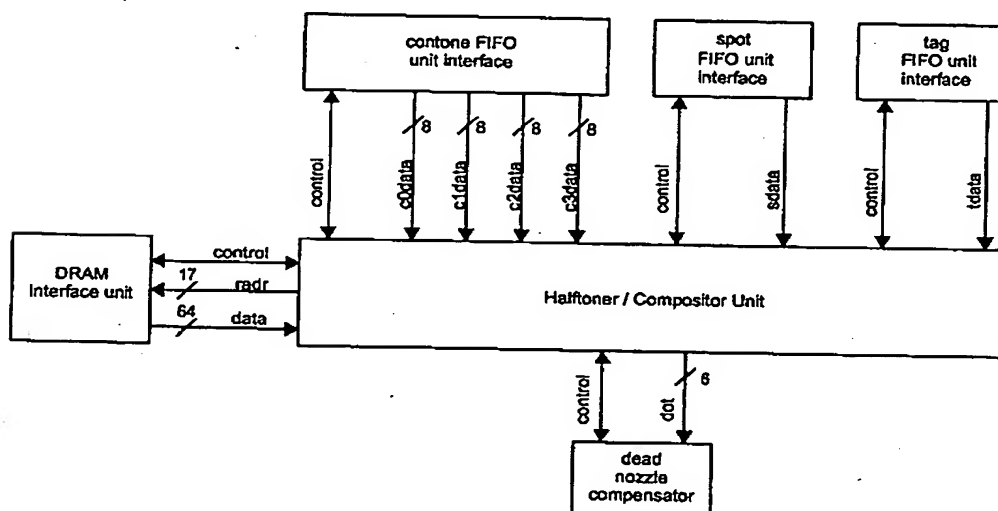 contone FIFO
unit interface
spot
FIFO unit
interface
tag
FIFO unit
interface
8
8
8
8
control
c0data
c1data
c2data
c3data
control
sdata
control
tdata
DRAM
Interface unit
control
17
radr
64
data
Halftoner / Compositor Unit
control
dot
6
dead
nozzle
compensator